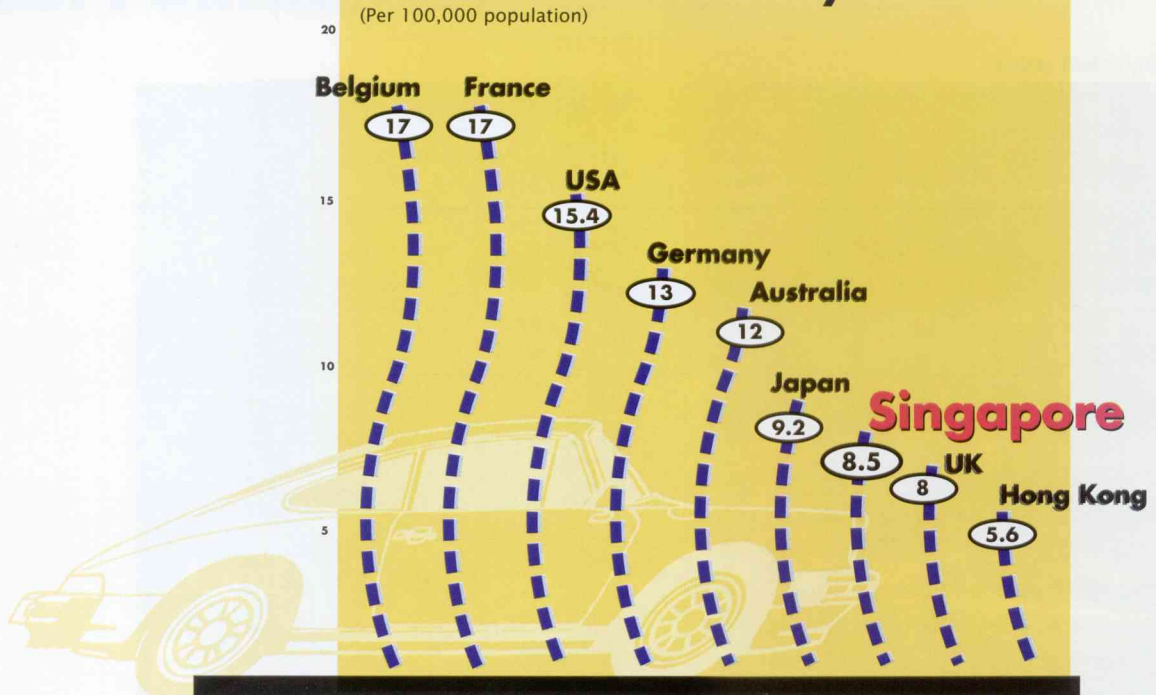 (Per 100,000 population)
20
Belgium France
17 17
USA
15
15.4
Germany
13
Australia
12
10
Japan
9.2
Singapore
8.5
UK
8
Hong Kong
5
5.6